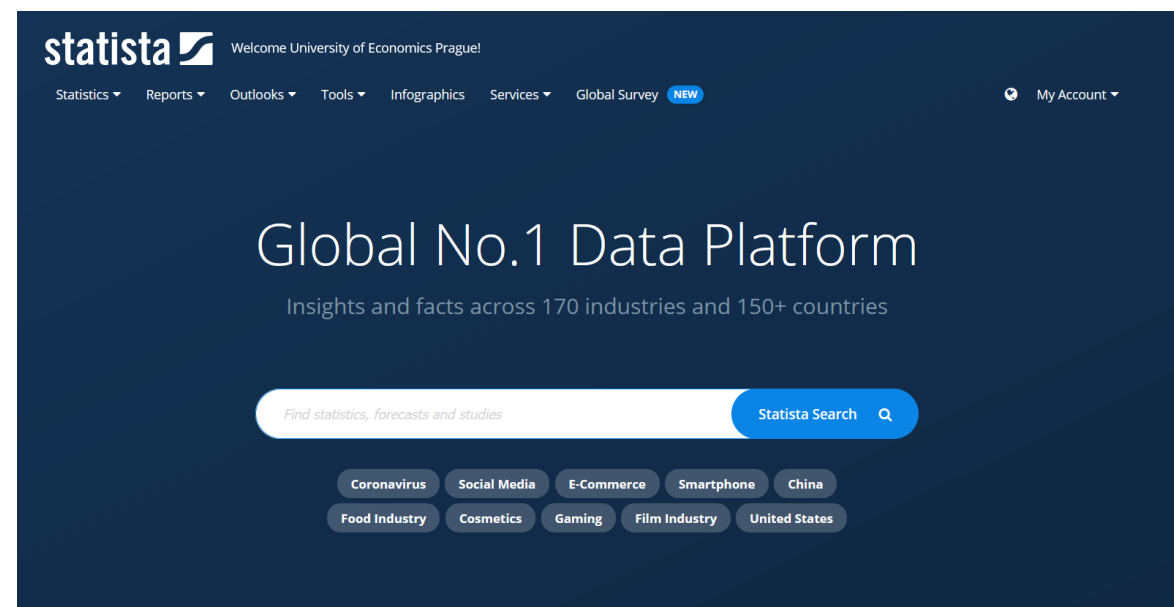 statista Welcome University of Economics Prague!
Statistics Reports Outlooks Tools Infographics Services Global Survey NEW My Account
Global No.1 Data Platform
Insights and facts across 170 industries and 150+ countries
Find statistics, forecasts and studies Statista Search
Coronavirus Social Media E-Commerce Smartphone China
Food Industry Cosmetics Gaming Film Industry United States